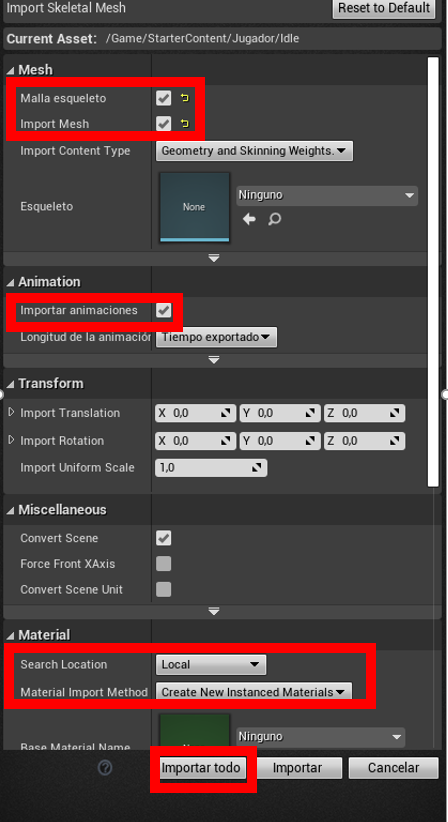 Import Skeletal Mesh Reset to Default
Current Asset: /Game/StarterContent/Jugador/Idle
Mesh
Malla esqueleto
Import Mesh
Import Content Type Geometry and Skinning Weights.
Esqueleto None Ninguno
Animation
Importar animaciones
Longitud de la animación Tiempo exportado
Transform
Import Translation X 0,0 Y 0,0 Z 0,0
Import Rotation X 0,0 Y 0,0 Z 0,0
Import Uniform Scale 1,0
Miscellaneous
Convert Scene
Force Front XAxis
Convert Scene Unit
Material
Search Location Local
Material Import Method Create New Instanced Materials
Base Material Name Ninguno
Importar todo Importar Cancelar